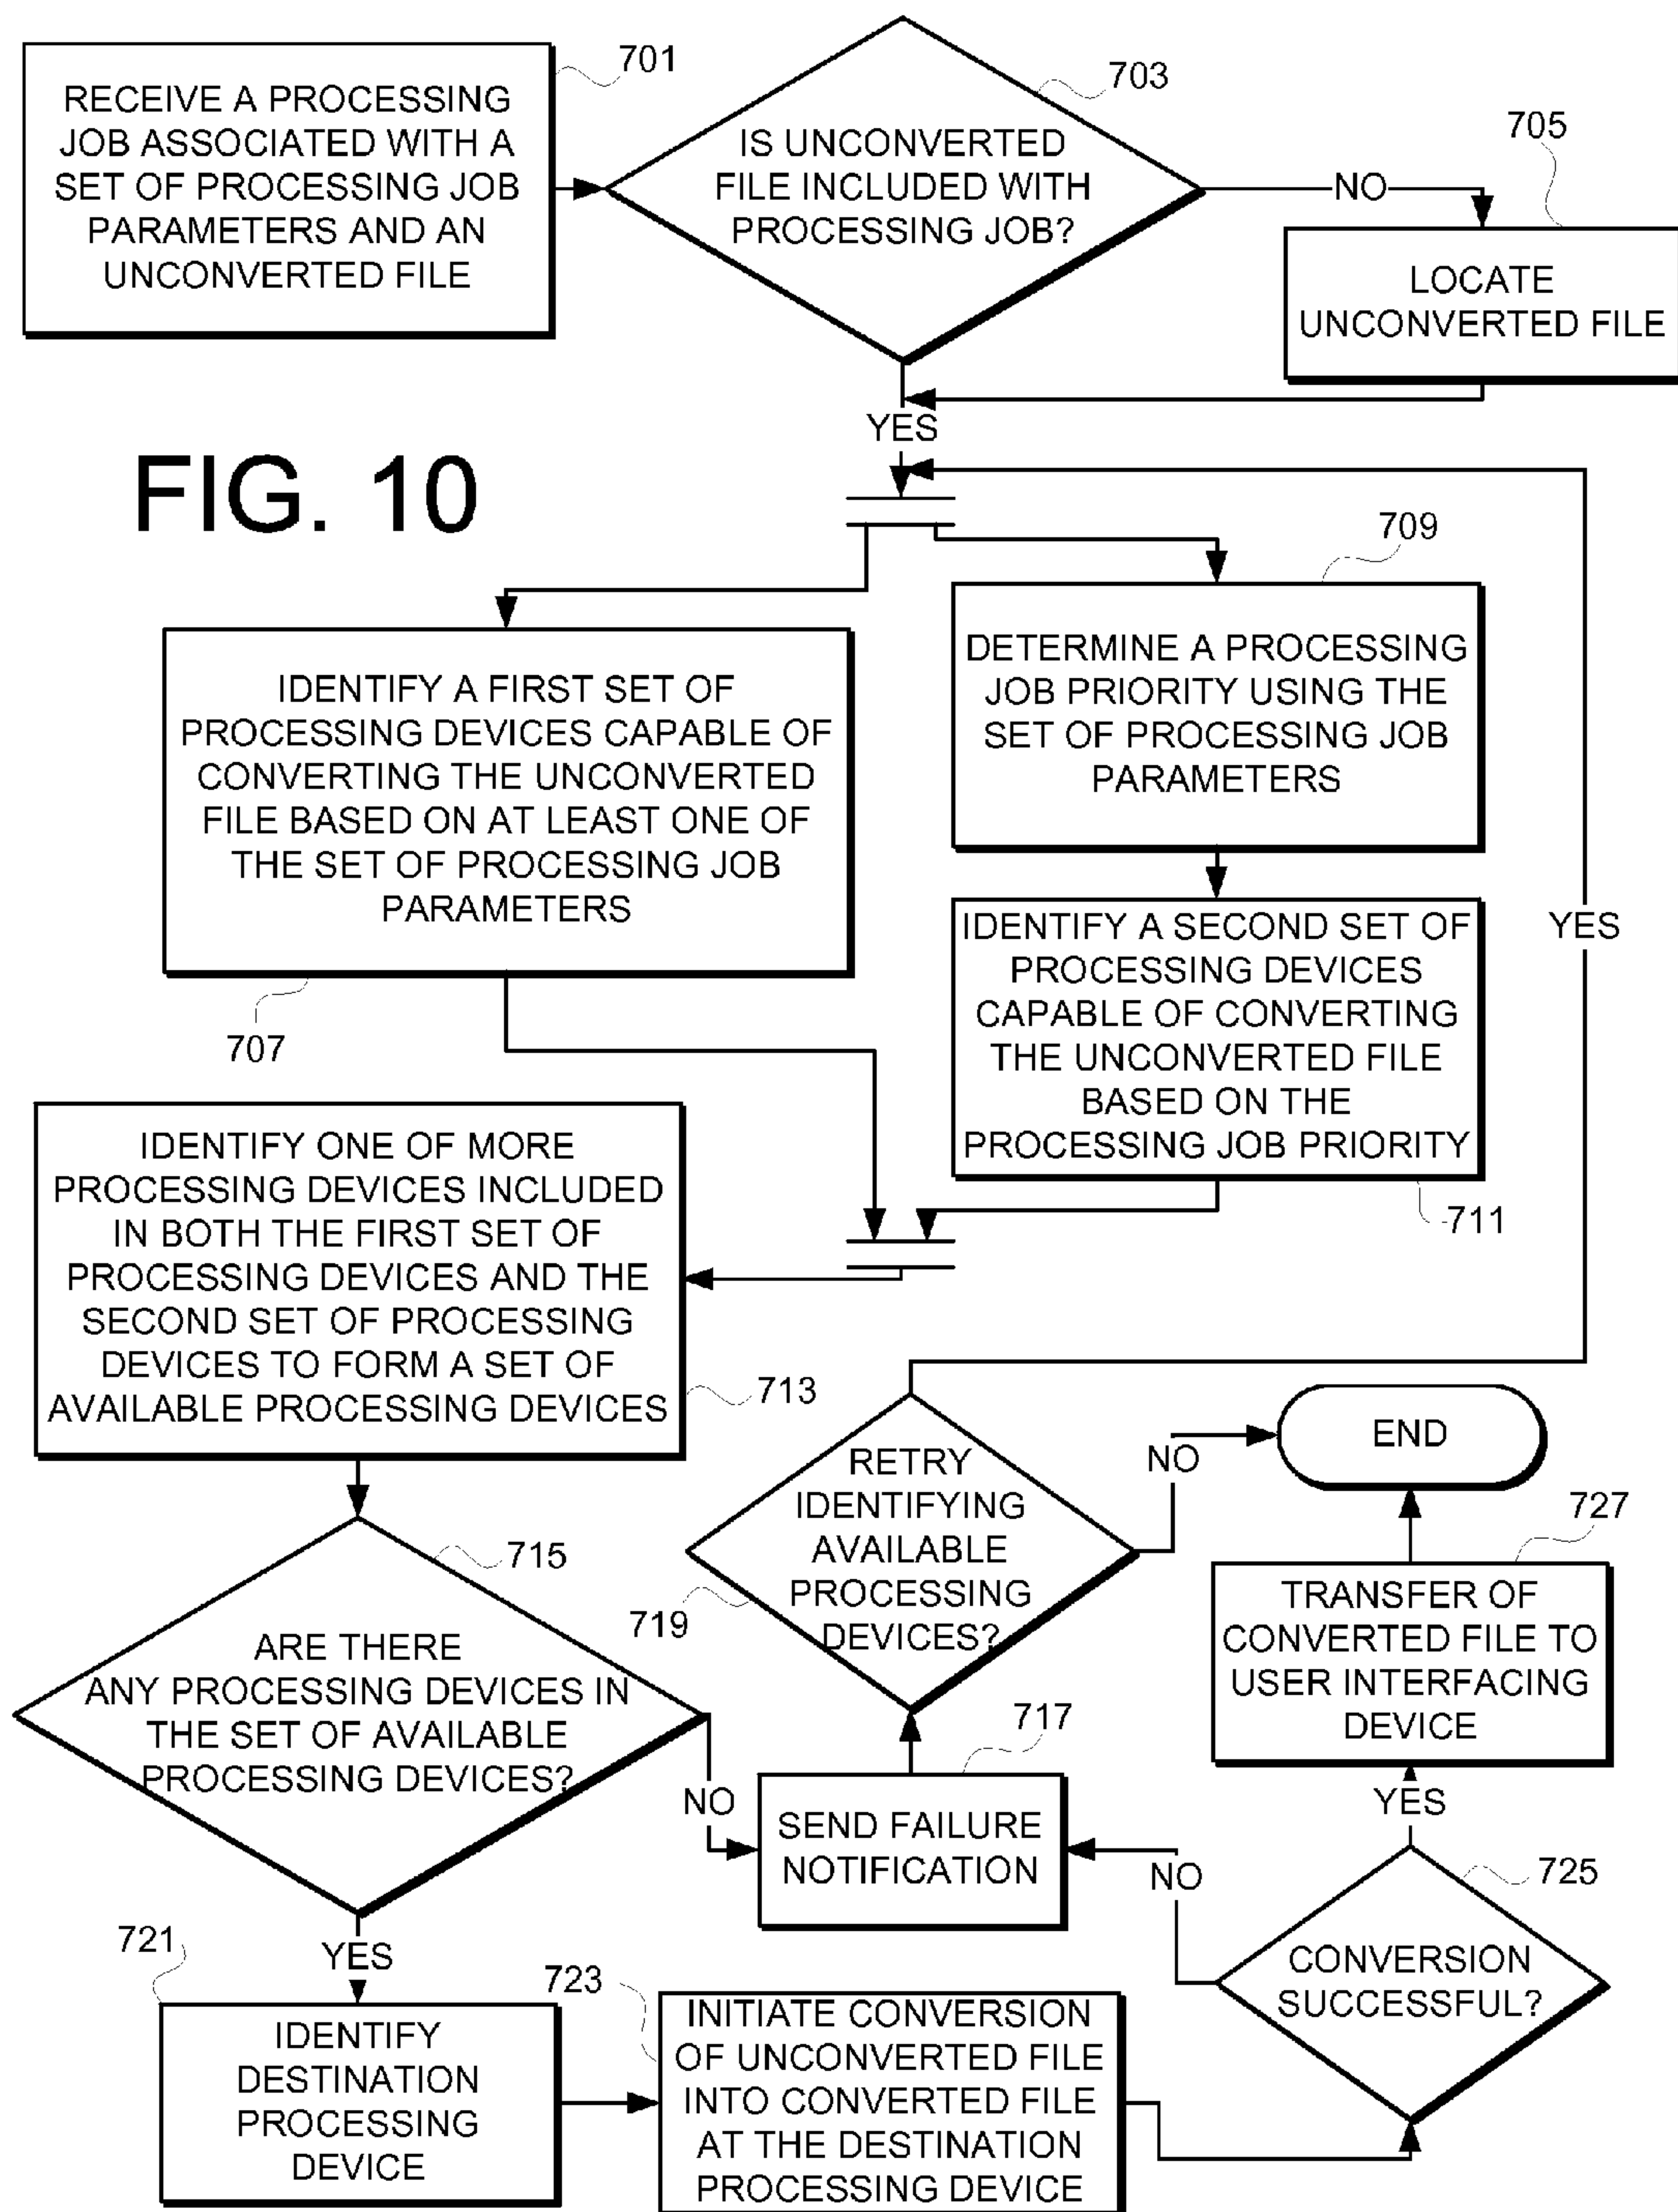 701
RECEIVE A PROCESSING
JOB ASSOCIATED WITH A
SET OF PROCESSING JOB
PARAMETERS AND AN
UNCONVERTED FILE
703
IS UNCONVERTED
FILE INCLUDED WITH
PROCESSING JOB?
NO
705
LOCATE
UNCONVERTED FILE
YES
FIG. 10
709
DETERMINE A PROCESSING
JOB PRIORITY USING THE
SET OF PROCESSING JOB
PARAMETERS
IDENTIFY A FIRST SET OF
PROCESSING DEVICES CAPABLE OF
CONVERTING THE UNCONVERTED
FILE BASED ON AT LEAST ONE OF
THE SET OF PROCESSING JOB
PARAMETERS
707
IDENTIFY A SECOND SET OF
PROCESSING DEVICES
CAPABLE OF CONVERTING
THE UNCONVERTED FILE
BASED ON THE
PROCESSING JOB PRIORITY
711
YES
IDENTIFY ONE OF MORE
PROCESSING DEVICES INCLUDED
IN BOTH THE FIRST SET OF
PROCESSING DEVICES AND THE
SECOND SET OF PROCESSING
DEVICES TO FORM A SET OF
AVAILABLE PROCESSING DEVICES
713
RETRY
IDENTIFYING
AVAILABLE
PROCESSING
DEVICES?
719
NO
END
727
TRANSFER OF
CONVERTED FILE TO
USER INTERFACING
DEVICE
715
ARE THERE
ANY PROCESSING DEVICES IN
THE SET OF AVAILABLE
PROCESSING DEVICES?
NO
717
SEND FAILURE
NOTIFICATION
YES
NO
725
CONVERSION
SUCCESSFUL?
721
YES
IDENTIFY
DESTINATION
PROCESSING
DEVICE
723
INITIATE CONVERSION
OF UNCONVERTED FILE
INTO CONVERTED FILE
AT THE DESTINATION
PROCESSING DEVICE